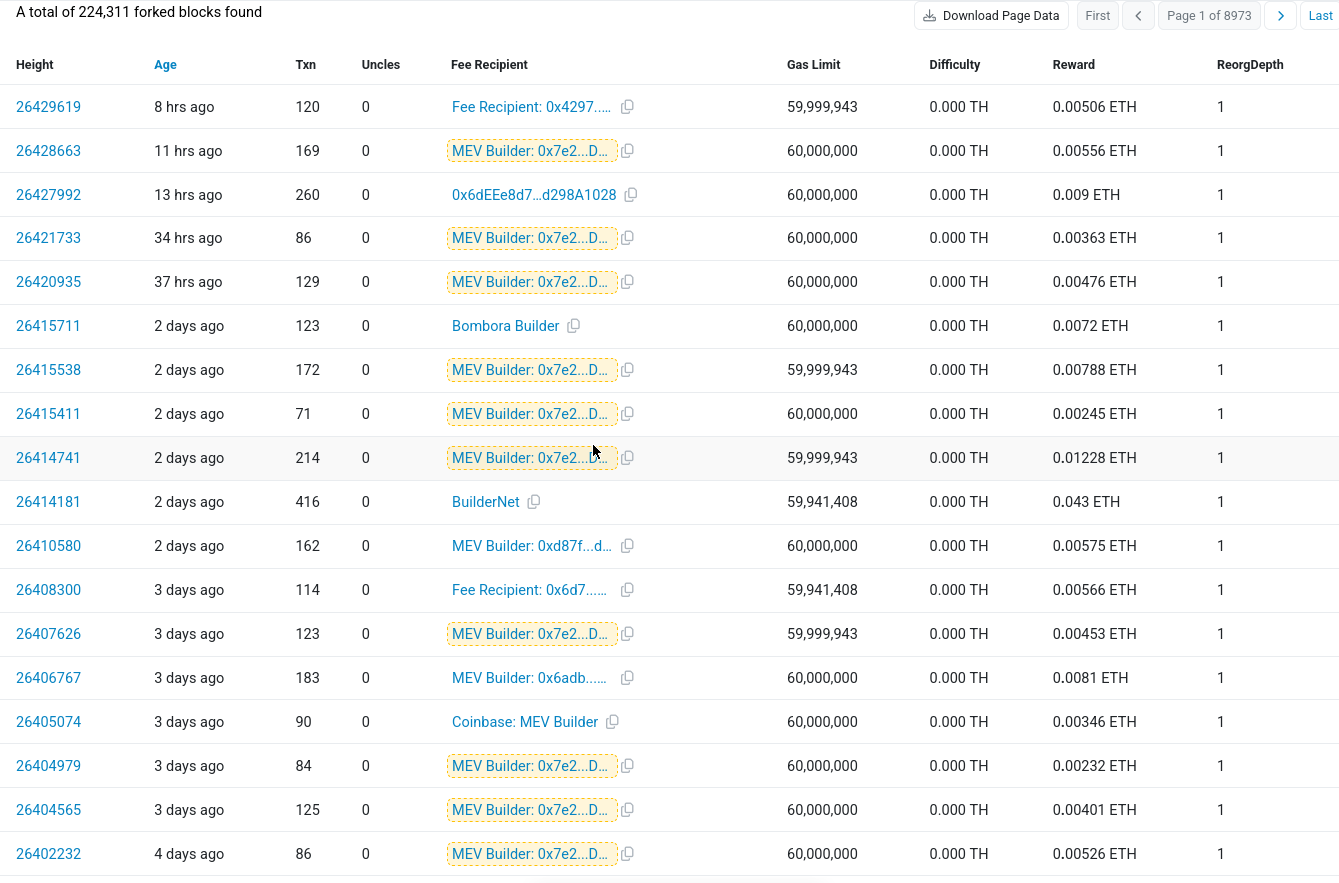 A total of 224,311 forked blocks found
Download Page Data First Page 1 of 8973 Last
Height Age Txn Uncles Fee Recipient Gas Limit Difficulty Reward ReorgDepth
26429619 8 hrs ago 120 0 Fee Recipient: 0x4297..… 59,999,943 0.000 TH 0.00506 ETH 1
26428663 11 hrs ago 169 0 MEV Builder: 0x7e2...D… 60,000,000 0.000 TH 0.00556 ETH 1
26427992 13 hrs ago 260 0 0x6dEEe8d7…d298A1028 60,000,000 0.000 TH 0.009 ETH 1
26421733 34 hrs ago 86 0 MEV Builder: 0x7e2...D… 60,000,000 0.000 TH 0.00363 ETH 1
26420935 37 hrs ago 129 0 MEV Builder: 0x7e2...D… 60,000,000 0.000 TH 0.00476 ETH 1
26415711 2 days ago 123 0 Bombora Builder 60,000,000 0.000 TH 0.0072 ETH 1
26415538 2 days ago 172 0 MEV Builder: 0x7e2...D… 59,999,943 0.000 TH 0.00788 ETH 1
26415411 2 days ago 71 0 MEV Builder: 0x7e2...D… 60,000,000 0.000 TH 0.00245 ETH 1
26414741 2 days ago 214 0 MEV Builder: 0x7e2...D… 59,999,943 0.000 TH 0.01228 ETH 1
26414181 2 days ago 416 0 BuilderNet 59,941,408 0.000 TH 0.043 ETH 1
26410580 2 days ago 162 0 MEV Builder: 0xd87f...d… 60,000,000 0.000 TH 0.00575 ETH 1
26408300 3 days ago 114 0 Fee Recipient: 0x6d7...… 59,941,408 0.000 TH 0.00566 ETH 1
26407626 3 days ago 123 0 MEV Builder: 0x7e2...D… 59,999,943 0.000 TH 0.00453 ETH 1
26406767 3 days ago 183 0 MEV Builder: 0x6adb...… 60,000,000 0.000 TH 0.0081 ETH 1
26405074 3 days ago 90 0 Coinbase: MEV Builder 60,000,000 0.000 TH 0.00346 ETH 1
26404979 3 days ago 84 0 MEV Builder: 0x7e2...D… 60,000,000 0.000 TH 0.00232 ETH 1
26404565 3 days ago 125 0 MEV Builder: 0x7e2...D… 60,000,000 0.000 TH 0.00401 ETH 1
26402232 4 days ago 86 0 MEV Builder: 0x7e2...D… 60,000,000 0.000 TH 0.00526 ETH 1